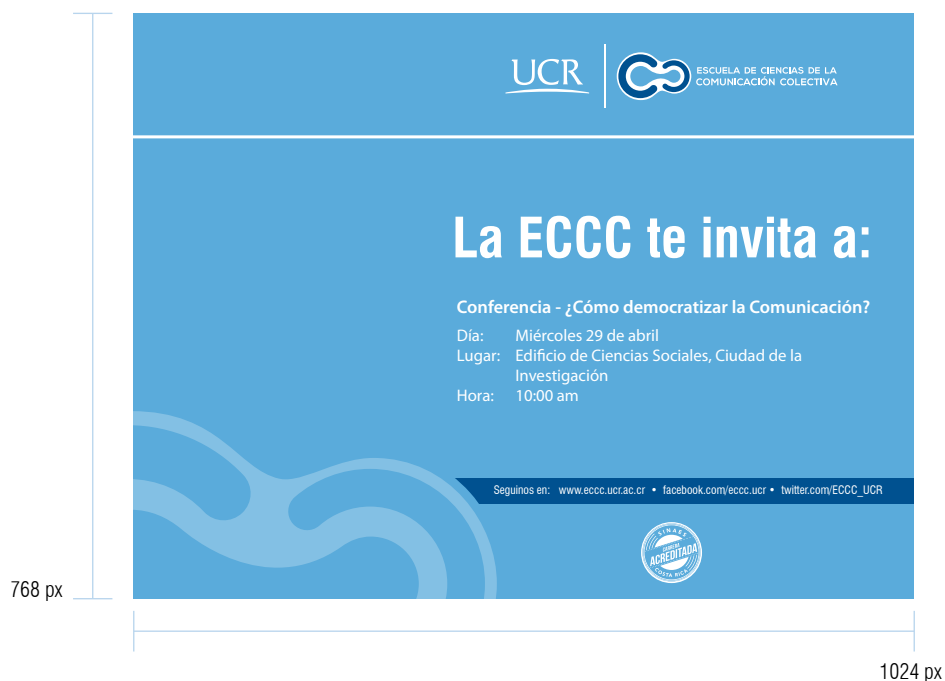 UCR
ESCUELA DE CIENCIAS DE LA
COMUNICACIÓN COLECTIVA
La ECCC te invita a:
Conferencia - ¿Cómo democratizar la Comunicación?
Día: Miércoles 29 de abril
Lugar: Edificio de Ciencias Sociales, Ciudad de la
Investigación
Hora: 10:00 am
Seguinos en: www.eccc.ucr.ac.cr • facebook.com/eccc.ucr • twitter.com/ECCC_UCR
SINAES
CARRERA
ACREDITADA
COSTA RICA
768 px
1024 px